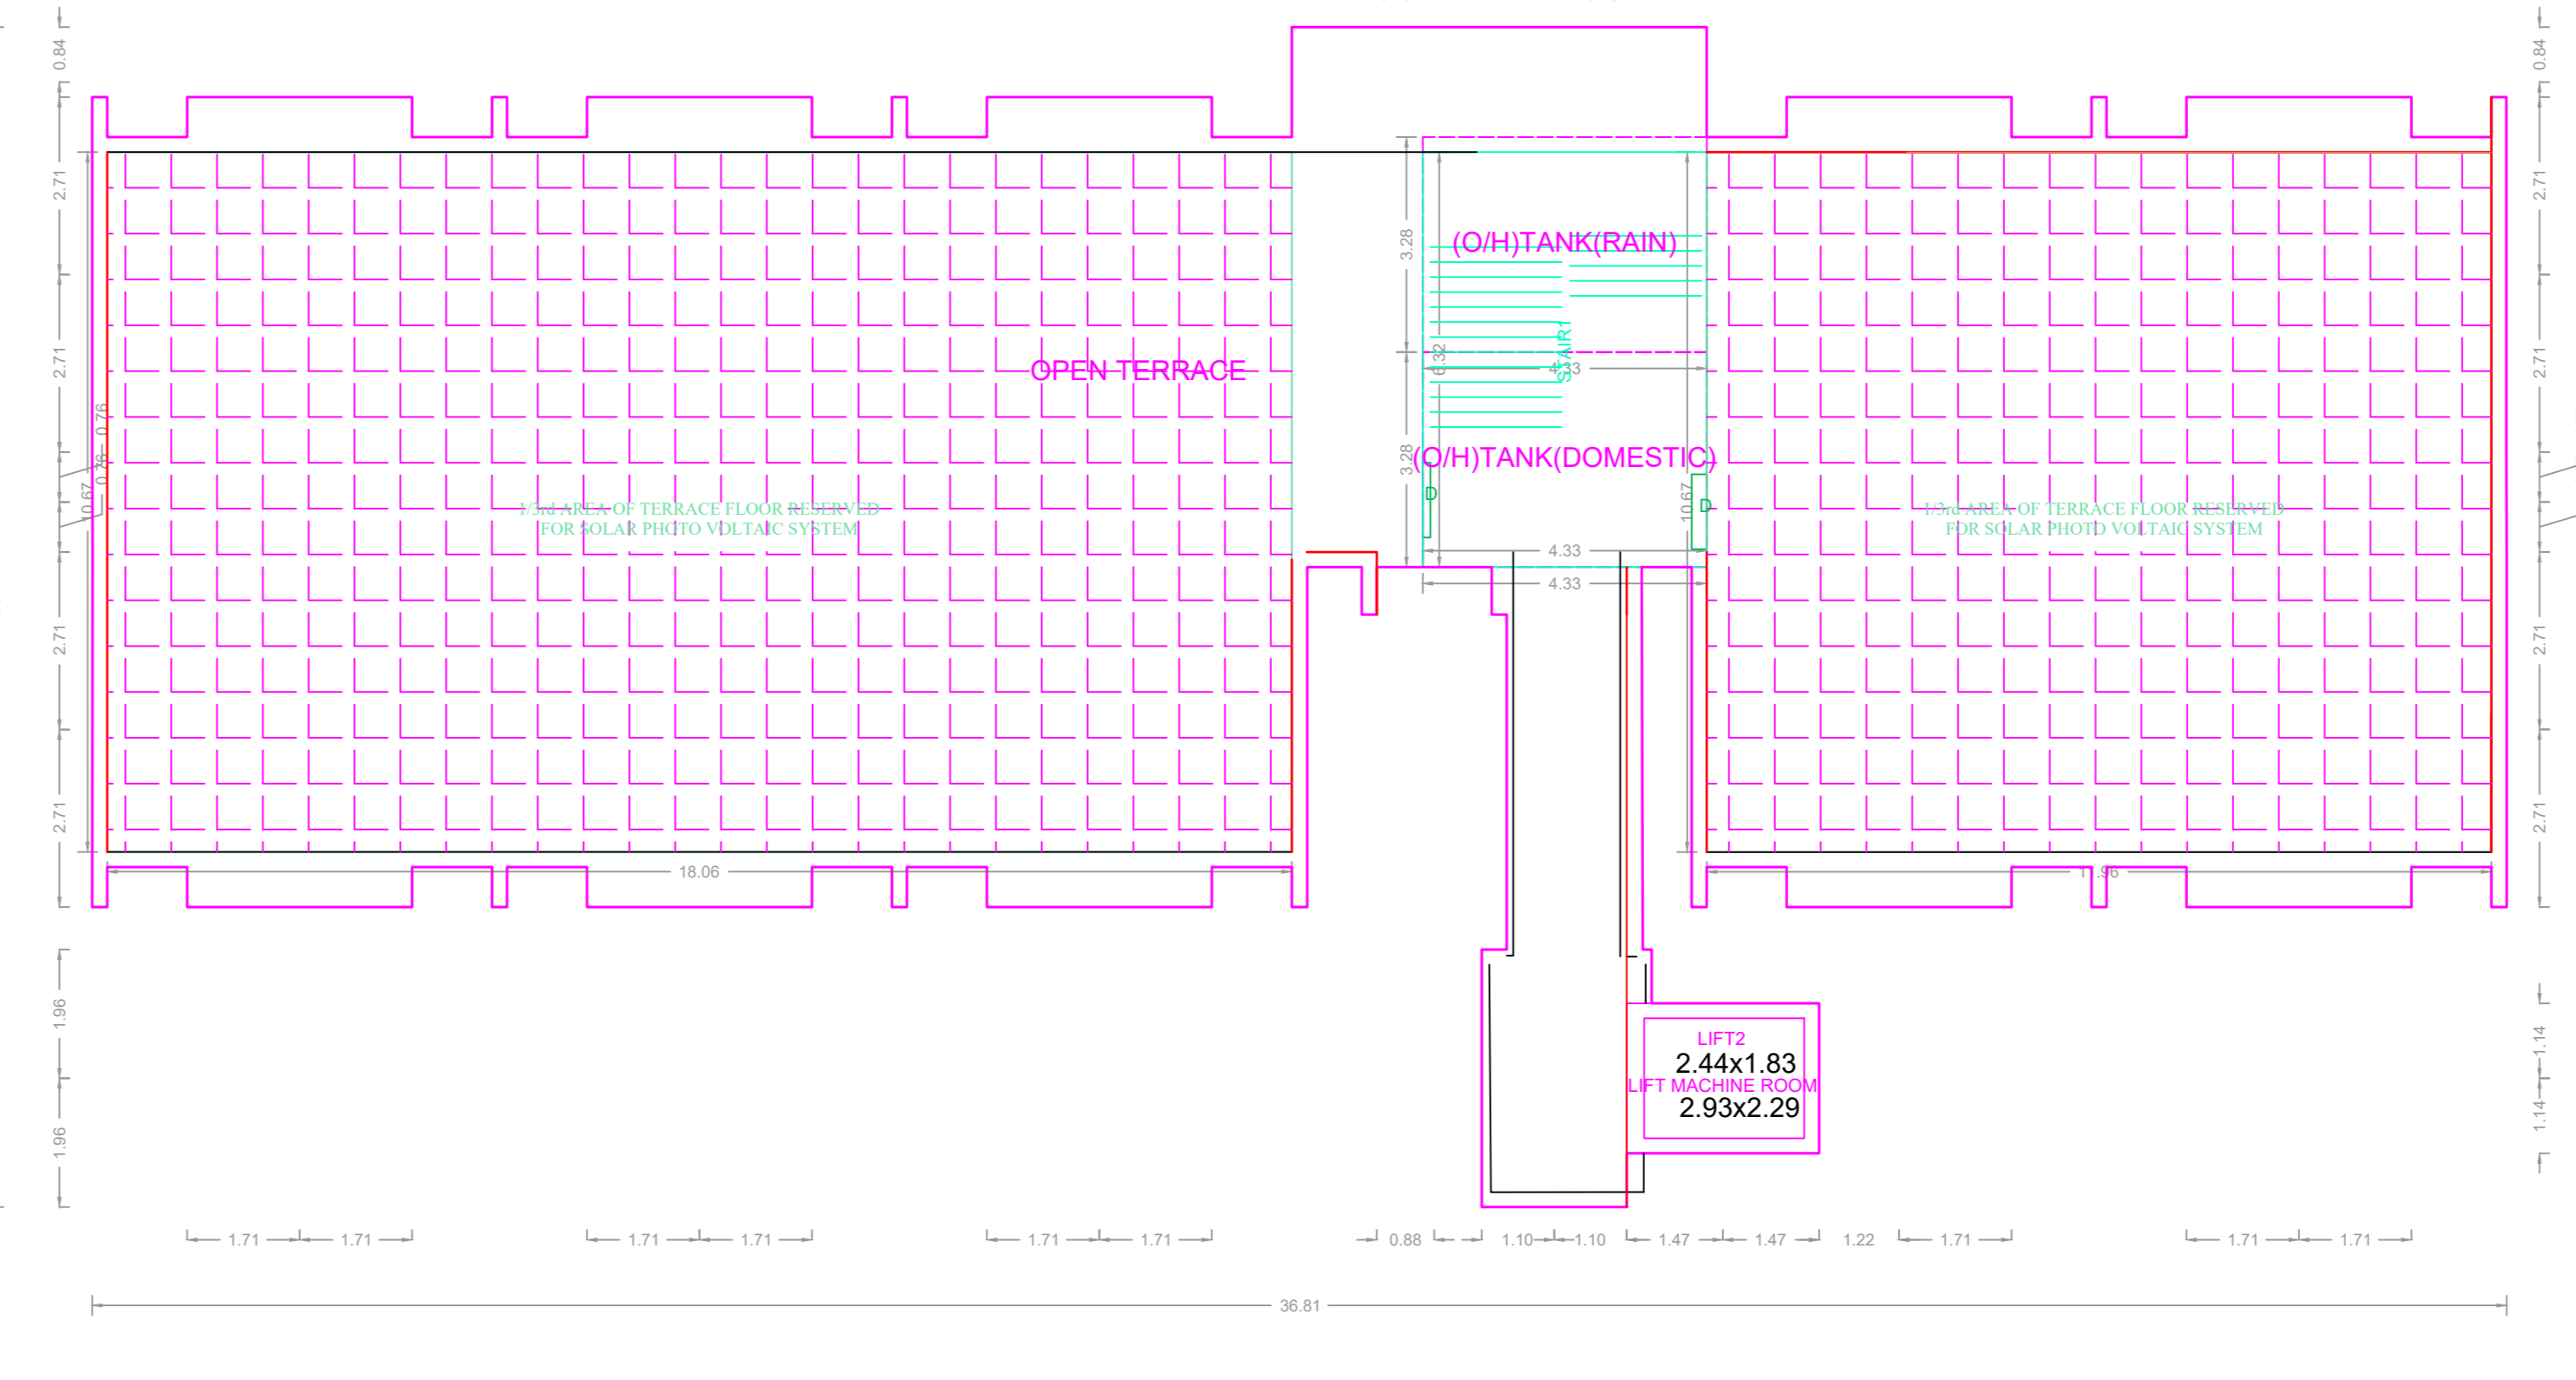 0.84
0.84
2.71
2.71
(O/H)TANK(RAIN)
3.28
2.71
2.71
OPEN TERRACE
6.32
STAIR1
4.33
0.76
0.76
10.67
3.28
(O/H)TANK(DOMESTIC)
D
10.67
D
1/3rd AREA OF TERRACE FLOOR RESERVED
FOR SOLAR PHOTO VOLTAIC SYSTEM
1/3rd AREA OF TERRACE FLOOR RESERVED
FOR SOLAR PHOTO VOLTAIC SYSTEM
4.33
4.33
2.71
2.71
2.71
2.71
18.06
11.96
1.96
1.14
LIFT2
2.44x1.83
LIFT MACHINE ROOM
2.93x2.29
1.96
1.14
1.71 1.71 1.71 1.71 1.71 1.71 0.88 1.10 1.10 1.47 1.47 1.22 1.71 1.71 1.71
36.81